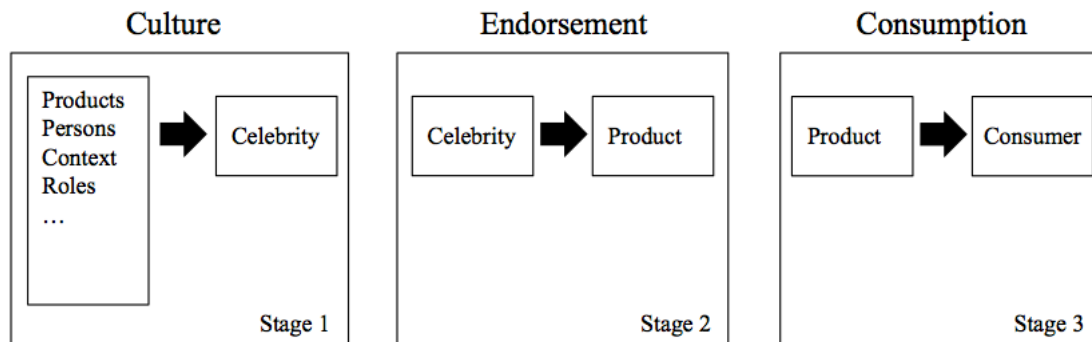 Culture
Endorsement
Consumption
Products
Persons
Context
Roles
…
Celebrity
Stage 1
Celebrity
Product
Stage 2
Product
Consumer
Stage 3